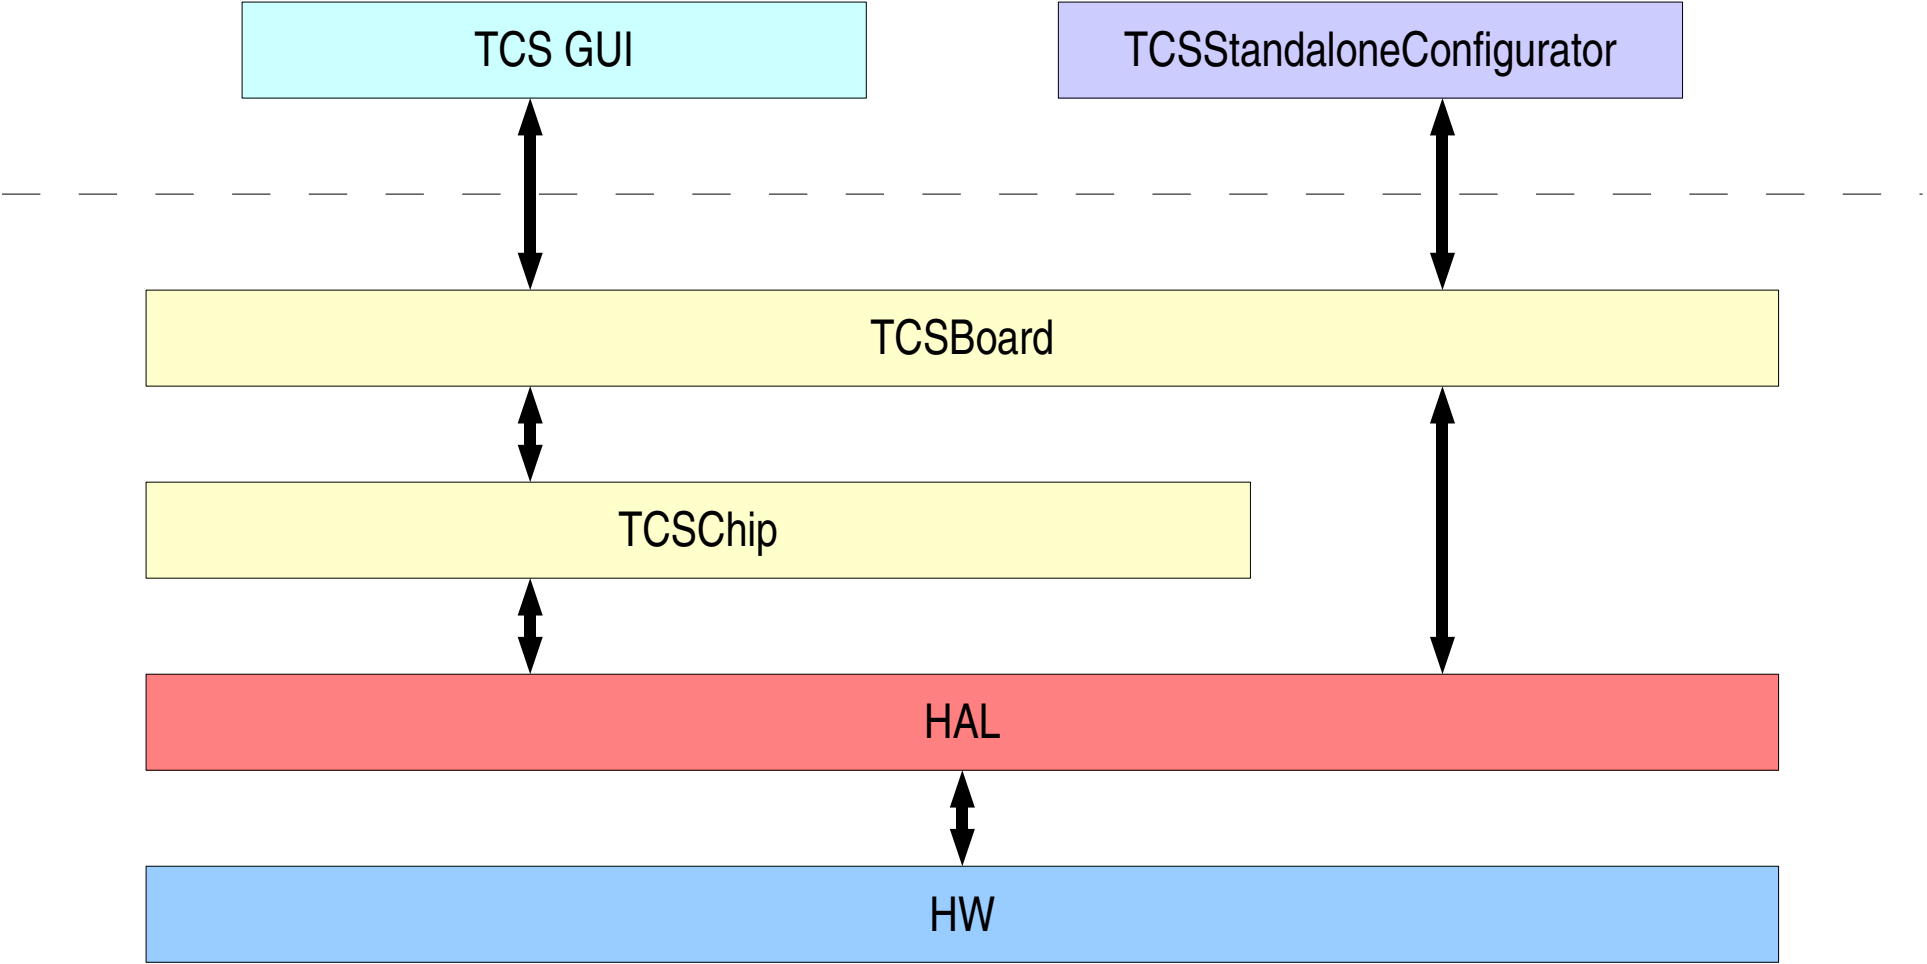 TCS GUI
TCSStandaloneConfigurator
TCSBoard
TCSChip
HAL
HW